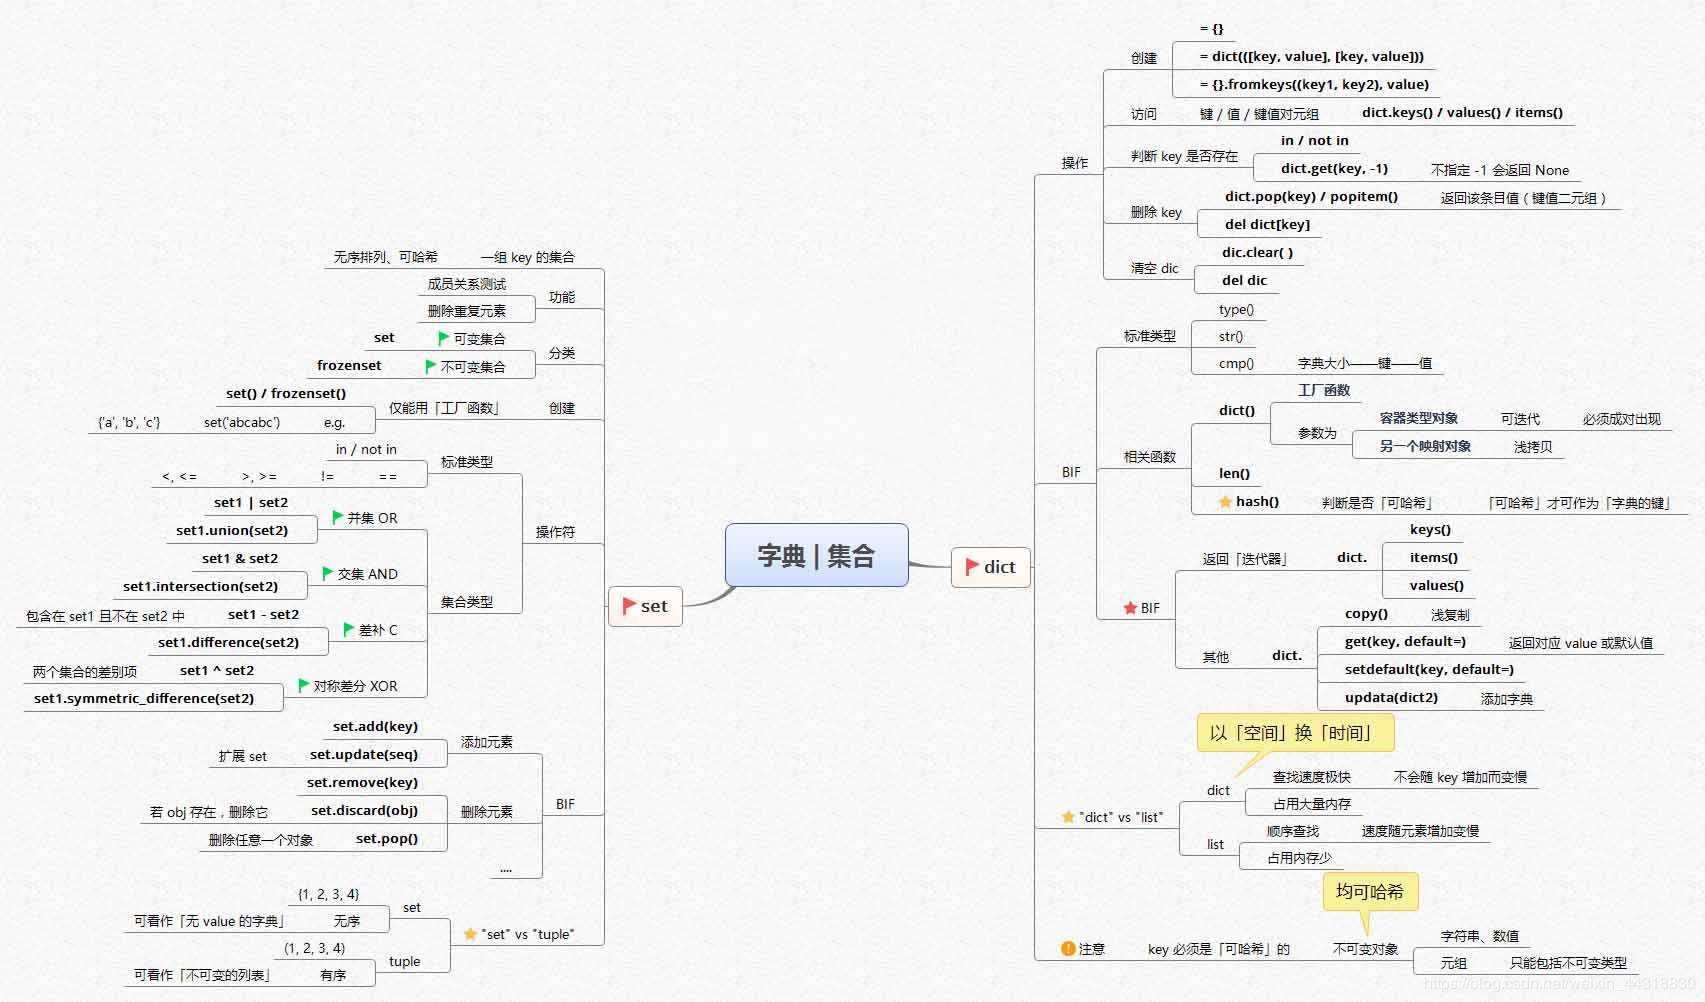 字典 | 集合
dict
操作
创建
= {}
= dict(([key, value], [key, value]))
= {}.fromkeys((key1, key2), value)
访问 键 / 值 / 键值对元组 dict.keys() / values() / items()
判断 key 是否存在
in / not in
dict.get(key, -1) 不指定 -1 会返回 None
删除 key
dict.pop(key) / popitem() 返回该条目值 ( 键值二元组 )
del dict[key]
清空 dic
dic.clear( )
del dic
BIF
标准类型
type()
str()
cmp() 字典大小——键——值
相关函数
dict()
工厂函数
参数为
容器类型对象 可迭代 必须成对出现
另一个映射对象 浅拷贝
len()
hash() 判断是否「可哈希」 「可哈希」才可作为「字典的键」
BIF
返回「迭代器」 dict.
keys()
items()
values()
其他 dict.
copy() 浅复制
get(key, default=) 返回对应 value 或默认值
setdefault(key, default=)
updata(dict2) 添加字典
以「空间」换「时间」
"dict" vs "list"
dict
查找速度极快 不会随 key 增加而变慢
占用大量内存
list
顺序查找 速度随元素增加变慢
占用内存少
均可哈希
注意 key 必须是「可哈希」的 不可变对象
字符串、数值
元组 只能包括不可变类型
set
无序排列、可哈希 一组 key 的集合
功能
成员关系测试
删除重复元素
分类
set 可变集合
frozenset 不可变集合
创建 仅能用「工厂函数」
set() / frozenset()
{'a', 'b', 'c'} set('abcabc') e.g.
操作符
标准类型
in / not in
<, <= >, >= != ==
集合类型
并集 OR
set1 | set2
set1.union(set2)
交集 AND
set1 & set2
set1.intersection(set2)
差补 C
包含在 set1 且不在 set2 中 set1 - set2
set1.difference(set2)
对称差分 XOR
两个集合的差别项 set1 ^ set2
set1.symmetric_difference(set2)
BIF
添加元素
set.add(key)
扩展 set set.update(seq)
删除元素
set.remove(key)
若 obj 存在，删除它 set.discard(obj)
删除任意一个对象 set.pop()
....
"set" vs "tuple"
set
{1, 2, 3, 4}
可看作「无 value 的字典」 无序
tuple
(1, 2, 3, 4)
可看作「不可变的列表」 有序
https://blog.csdn.net/weixin_44318830